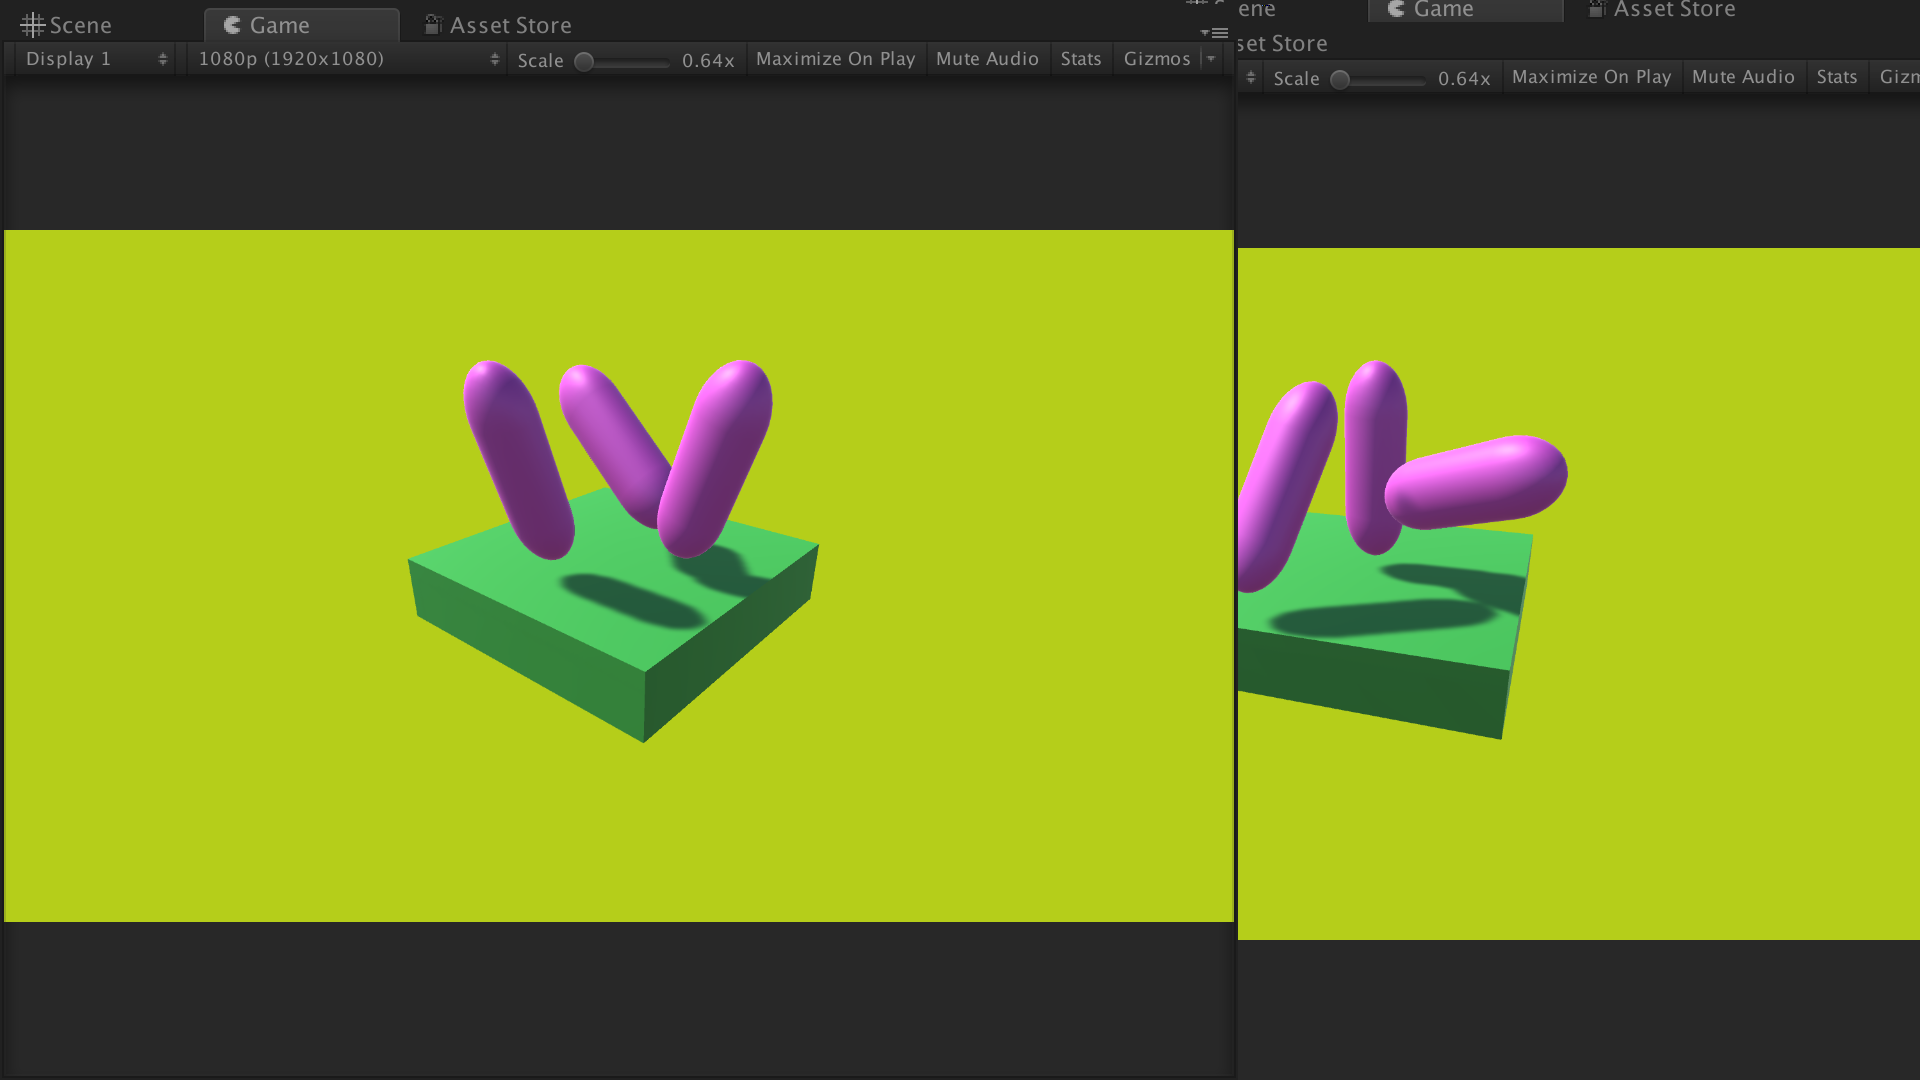 Scene Game Asset Store
Display 1 1080p (1920x1080) Scale 0.64x Maximize On Play Mute Audio Stats Gizmos
ene Game Asset Store
set Store
Scale 0.64x Maximize On Play Mute Audio Stats Gizm